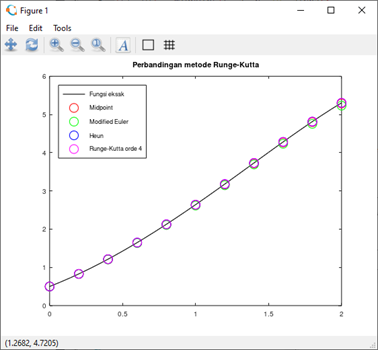 Figure 1
File Edit Tools
Perbandingan metode Runge-Kutta
6
Fungsi ekssk
Midpoint
Modified Euler
Heun
Runge-Kutta orde 4
5
4
3
2
1
0
0 0.5 1 1.5 2
(1.2682, 4.7205)